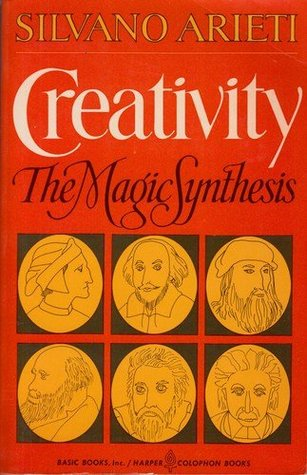 SILVANO ARIETI
Creativity
The Magic Synthesis
BASIC BOOKS, Inc. / HARPER COLOPHON BOOKS